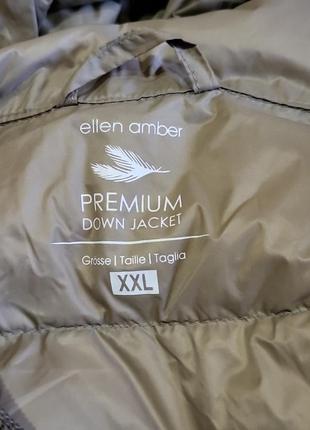 ellen amber
PREMIUM
DOWN JACKET
Grösse | Taille | Taglia
XXL